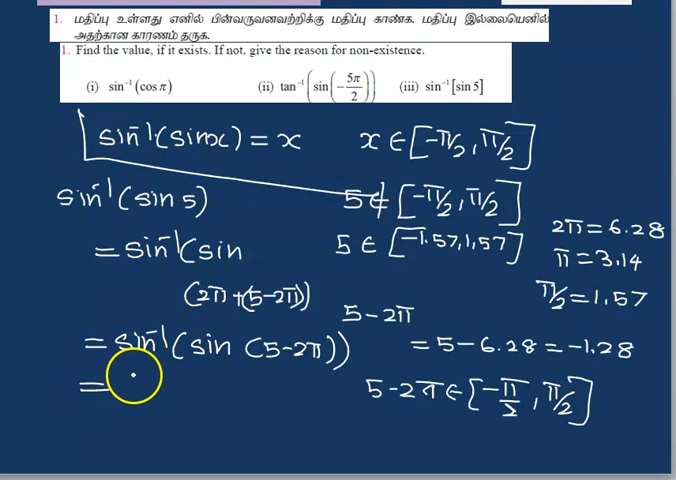 1. மதிப்பு உள்ளது எனில் பின்வருவனவற்றிக்கு மதிப்பு காண்க. மதிப்பு இல்லையெனில்
அதற்கான காரணம் தருக.
1. Find the value, if it exists. If not, give the reason for non-existence.
(i) sin⁻¹(cos π) (ii) tan⁻¹(sin(−5π/2)) (iii) sin⁻¹[sin 5]
sin⁻¹(sin x) = x x ∈ [−π/2, π/2]
sin⁻¹(sin 5) 5 ∉ [−π/2, π/2]
2π = 6.28
= sin⁻¹(sin 5 ∈ [−1.57, 1.57]
π = 3.14
(2π + (5−2π)) π/2 = 1.57
5 − 2π
= sin⁻¹(sin (5−2π)) = 5 − 6.28 = −1.28
= 5−2π ∈ [−π/2, π/2]